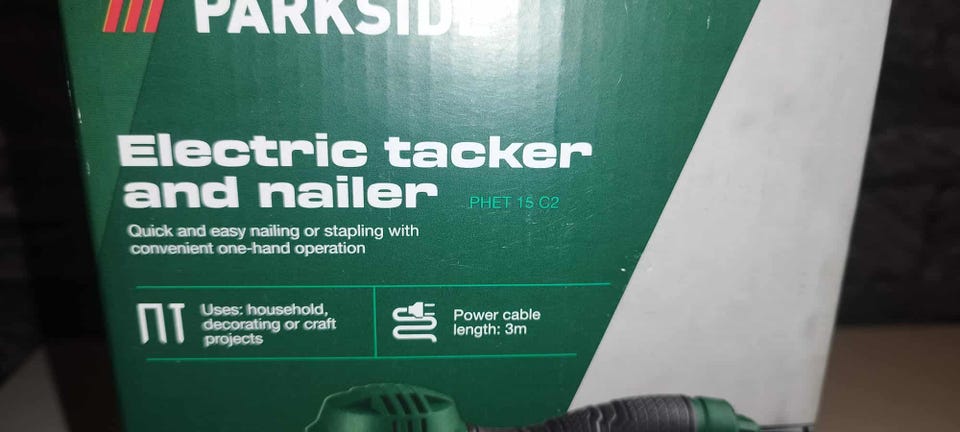 PARKSIDE
Electric tacker
and nailer PHET 15 C2
Quick and easy nailing or stapling with
convenient one-hand operation
Uses: household,
decorating or craft
projects
Power cable
length: 3m